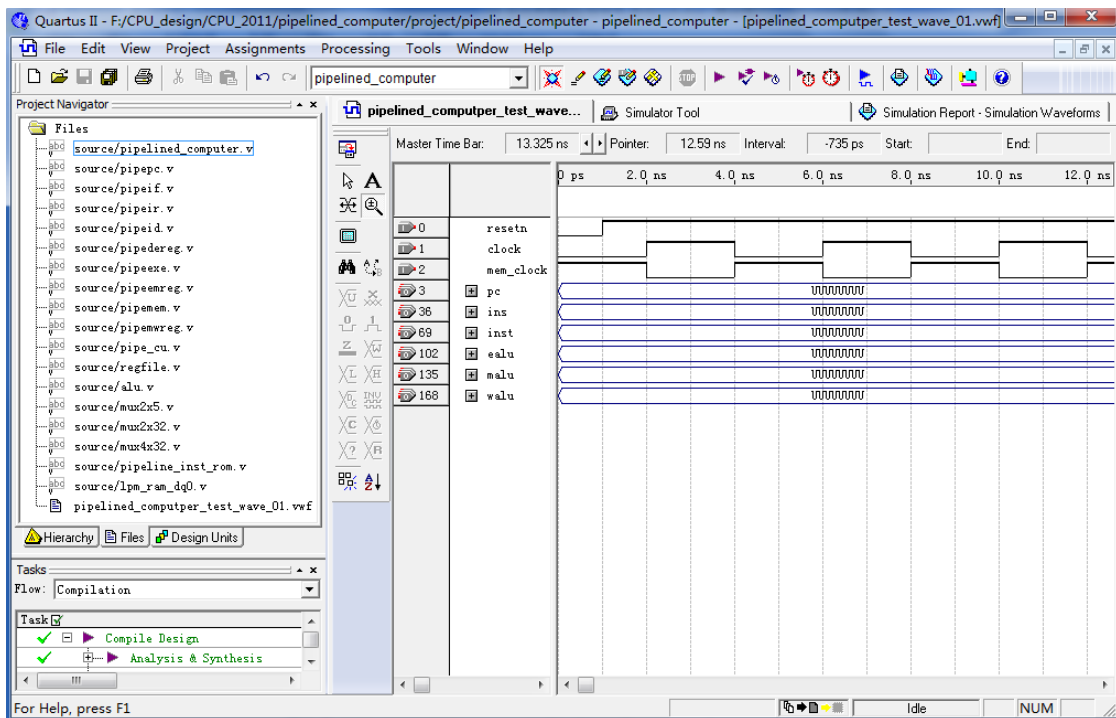 Quartus II - F:/CPU_design/CPU_2011/pipelined_computer/project/pipelined_computer - pipelined_computer - [pipelined_computper_test_wave_01.vwf]
File Edit View Project Assignments Processing Tools Window Help
pipelined_computer
Project Navigator
Files
source/pipelined_computer.v
source/pipepc.v
source/pipeif.v
source/pipeir.v
source/pipeid.v
source/pipedereg.v
source/pipeexe.v
source/pipeemreg.v
source/pipemem.v
source/pipemwreg.v
source/pipe_cu.v
source/regfile.v
source/alu.v
source/mux2x5.v
source/mux2x32.v
source/mux4x32.v
source/pipeline_inst_rom.v
source/lpm_ram_dq0.v
pipelined_computper_test_wave_01.vwf
Hierarchy Files Design Units
Tasks
Flow: Compilation
Task
Compile Design
Analysis & Synthesis
pipelined_computper_test_wave... Simulator Tool Simulation Report - Simulation Waveforms
Master Time Bar: 13.325 ns Pointer: 12.59 ns Interval: -735 ps Start: End:
0 ps 2.0 ns 4.0 ns 6.0 ns 8.0 ns 10.0 ns 12.0 ns
0 resetn
1 clock
2 mem_clock
3 pc
36 ins
69 inst
102 ealu
135 malu
168 walu
For Help, press F1 Idle NUM